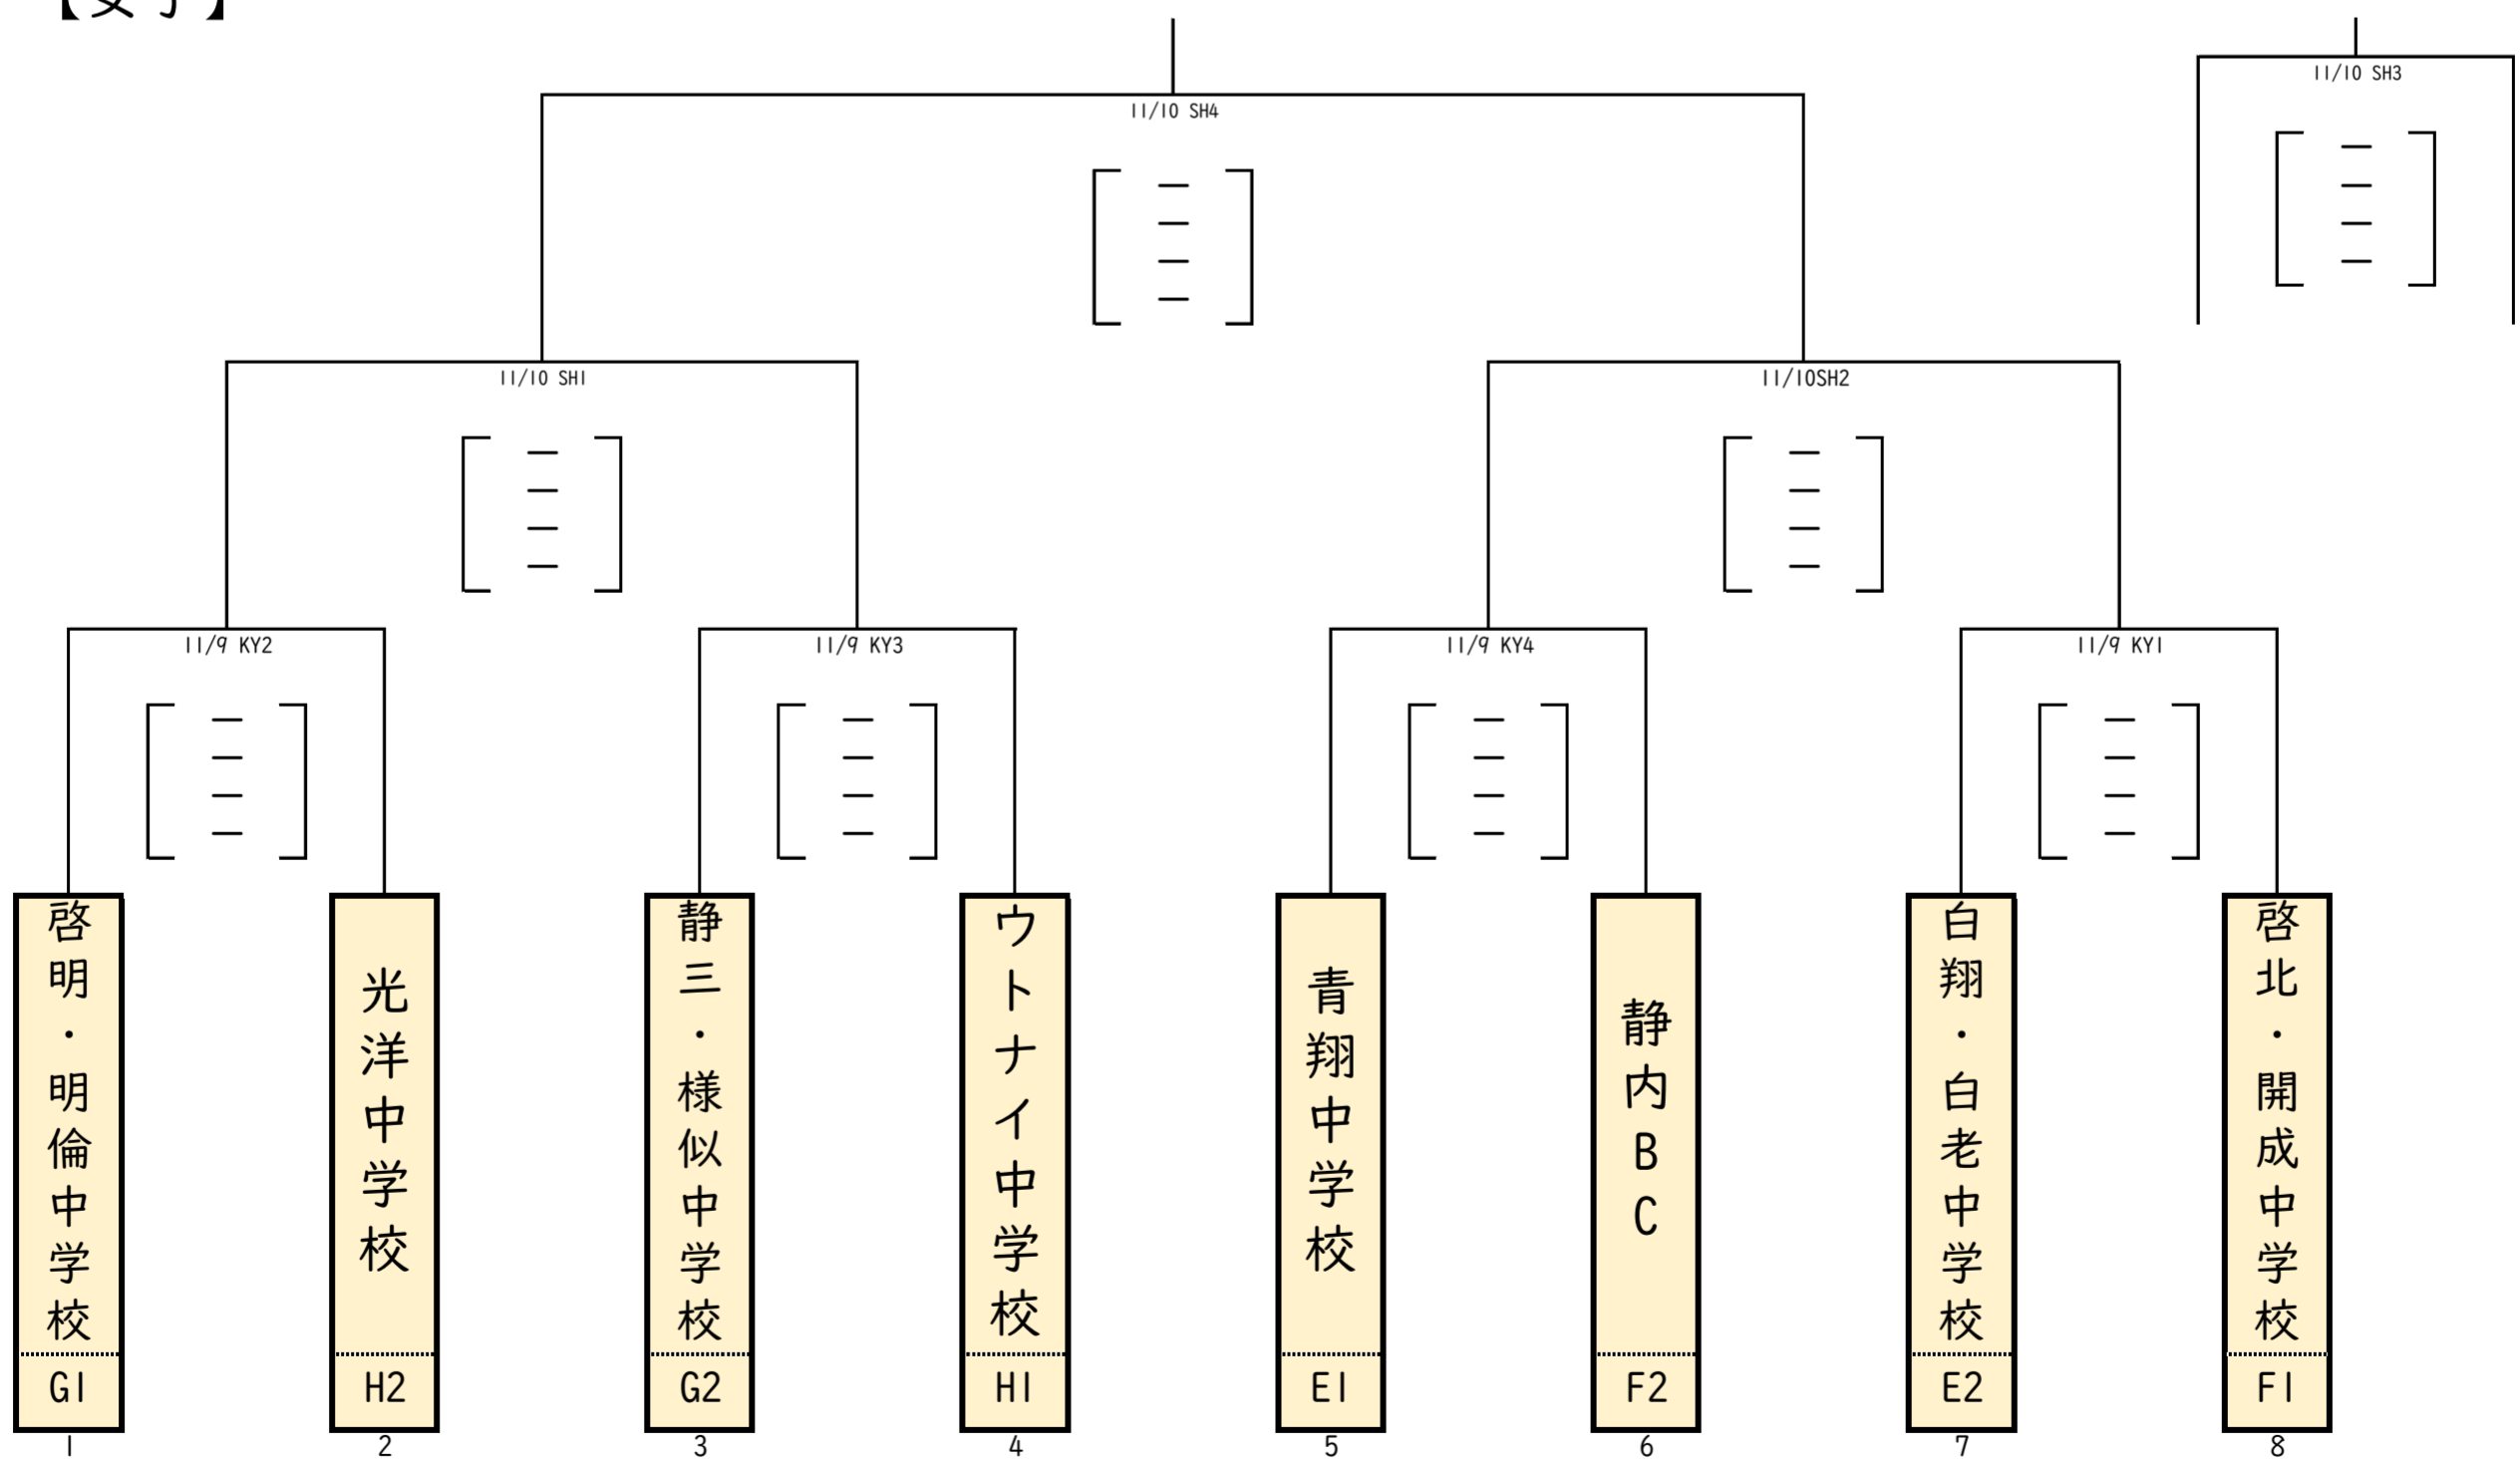 【女子】
11/10 SH3
11/10 SH4
11/10 SH1
11/10SH2
11/9 KY2
11/9 KY3
11/9 KY4
11/9 KY1
啓明・明倫中学校
G1
1
光洋中学校
H2
2
静三・様似中学校
G2
3
ウトナイ中学校
H1
4
青翔中学校
E1
5
静内BC
F2
6
白翔・白老中学校
E2
7
啓北・開成中学校
F1
8